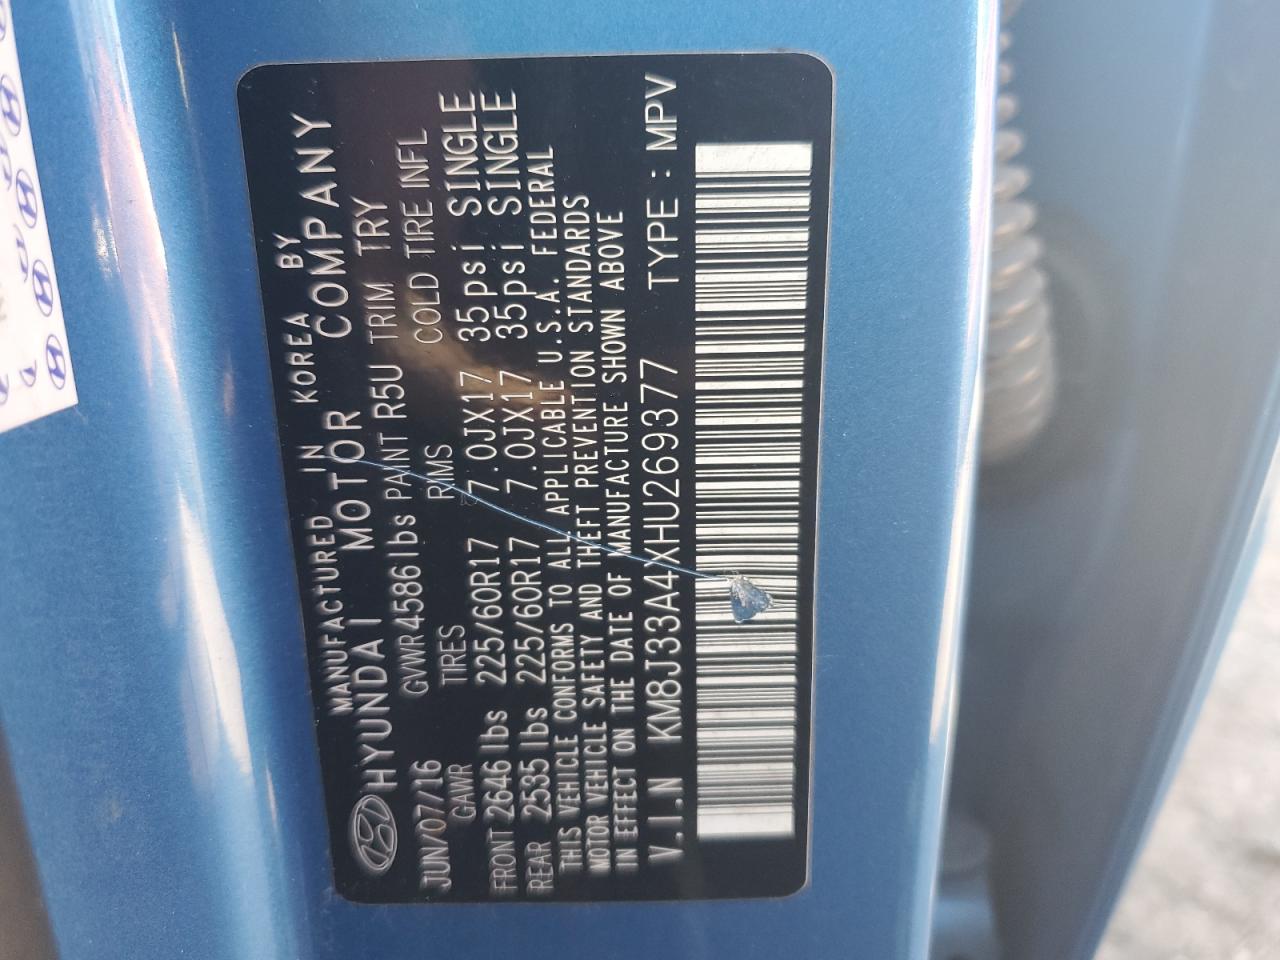 MANUFACTURED IN KOREA BY
HYUNDAI MOTOR COMPANY
JUN/07/16 GVWR 4586 lbs PAINT R5U TRIM TRY
GAWR TIRES RIMS COLD TIRE INFL
FRONT 2646 lbs 225/60R17 7.0JX17 35psi SINGLE
REAR 2535 lbs 225/60R17 7.0JX17 35psi SINGLE
THIS VEHICLE CONFORMS TO ALL APPLICABLE U.S.A. FEDERAL
MOTOR VEHICLE SAFETY AND THEFT PREVENTION STANDARDS
IN EFFECT ON THE DATE OF MANUFACTURE SHOWN ABOVE
V.I.N KM8J33A4XHU269377 TYPE : MPV